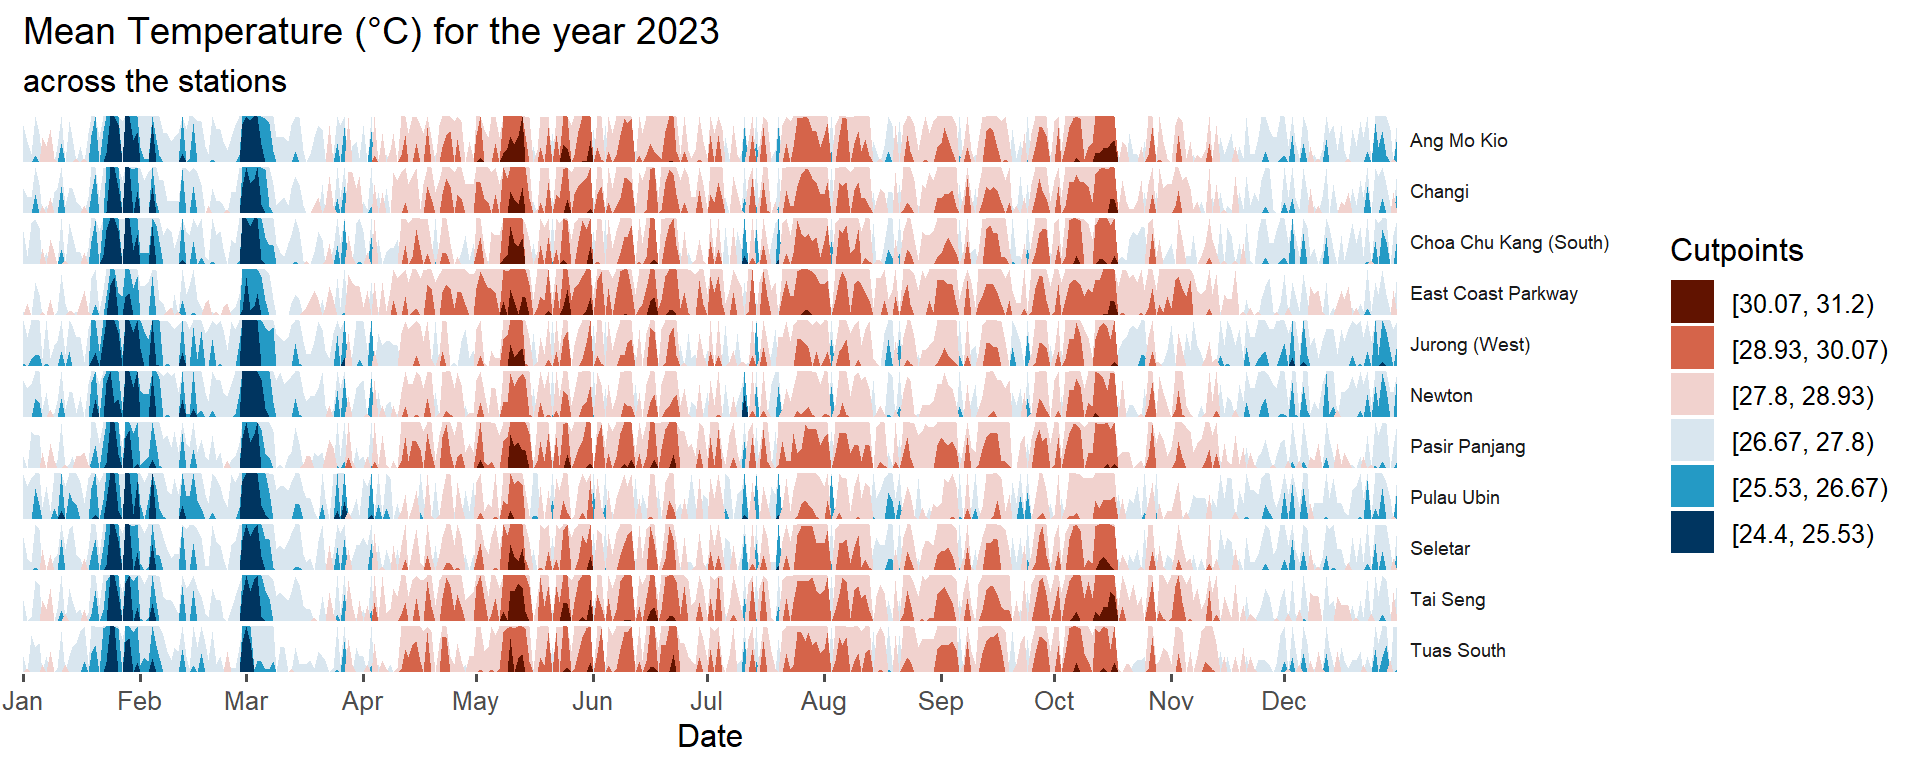 Mean Temperature (°C) for the year 2023
across the stations
Ang Mo Kio
Changi
Choa Chu Kang (South)
East Coast Parkway
Jurong (West)
Newton
Pasir Panjang
Pulau Ubin
Seletar
Tai Seng
Tuas South
Jan Feb Mar Apr May Jun Jul Aug Sep Oct Nov Dec
Date
Cutpoints
[30.07, 31.2)
[28.93, 30.07)
[27.8, 28.93)
[26.67, 27.8)
[25.53, 26.67)
[24.4, 25.53)